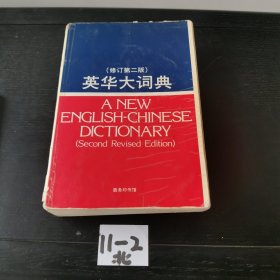 (修订第二版)
英华大词典
A NEW
ENGLISH-CHINESE
DICTIONARY
(Second Revised Edition)
商务印书馆
11-2
北